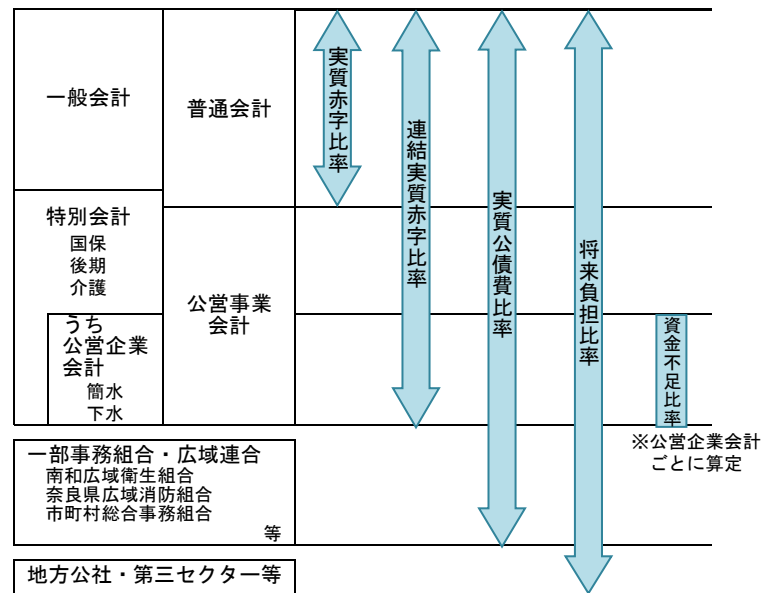 一般会計
普通会計
特別会計
国保
後期
介護
公営事業
会計
うち
公営企業
会計
簡水
下水
一部事務組合・広域連合
南和広域衛生組合
奈良県広域消防組合
市町村総合事務組合
等
地方公社・第三セクター等
実質赤字比率
連結実質赤字比率
実質公債費比率
将来負担比率
資金不足比率
※公営企業会計
ごとに算定